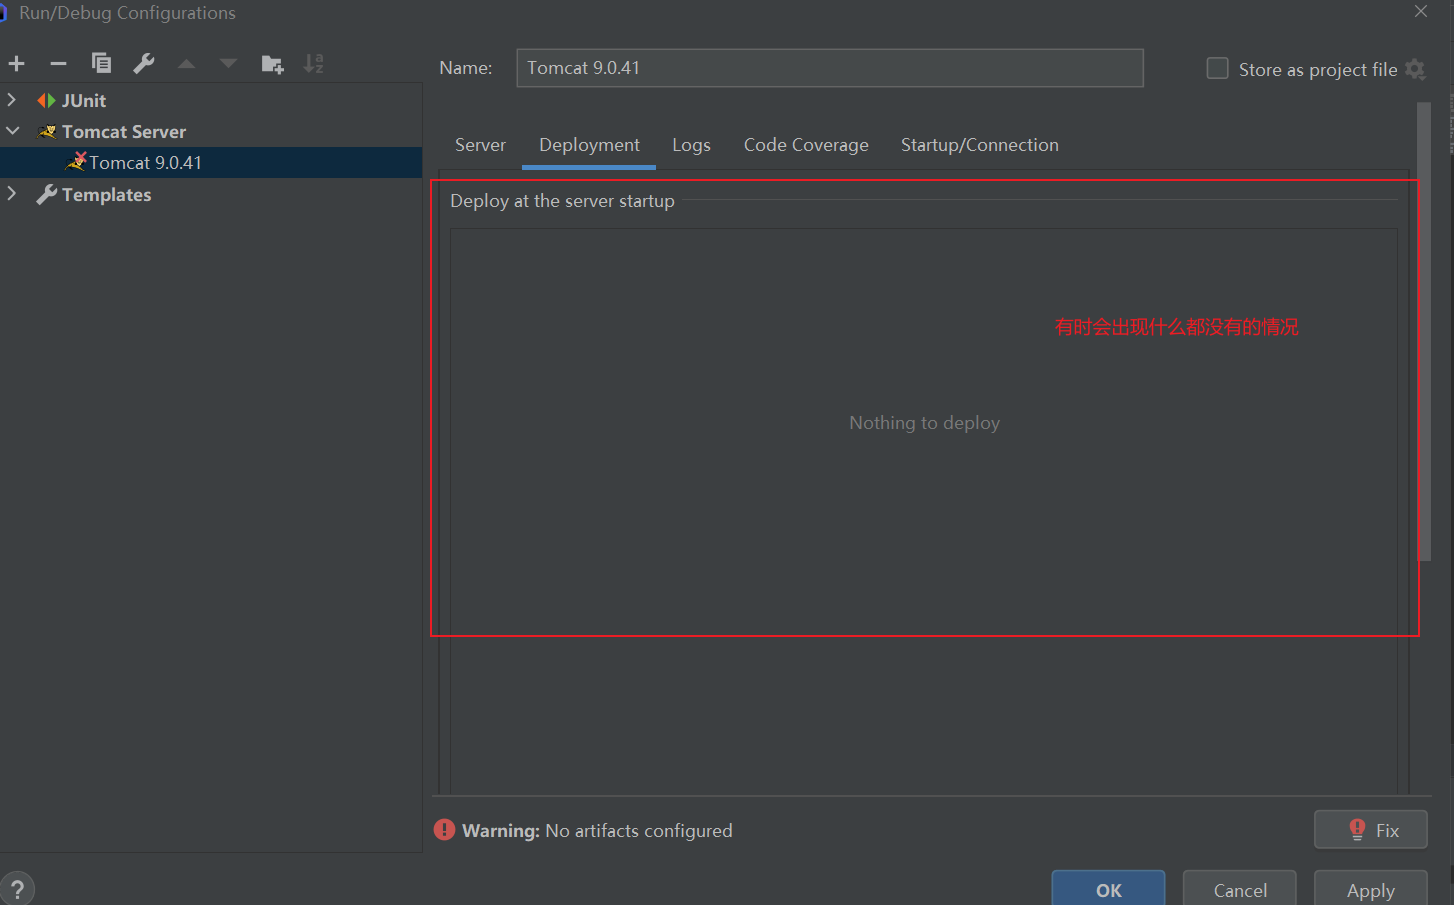 Run/Debug Configurations
Name:
Tomcat 9.0.41
Store as project file
JUnit
Tomcat Server
Tomcat 9.0.41
Templates
Server
Deployment
Logs
Code Coverage
Startup/Connection
Deploy at the server startup
有时会出现什么都没有的情况
Nothing to deploy
Warning: No artifacts configured
Fix
?
OK
Cancel
Apply